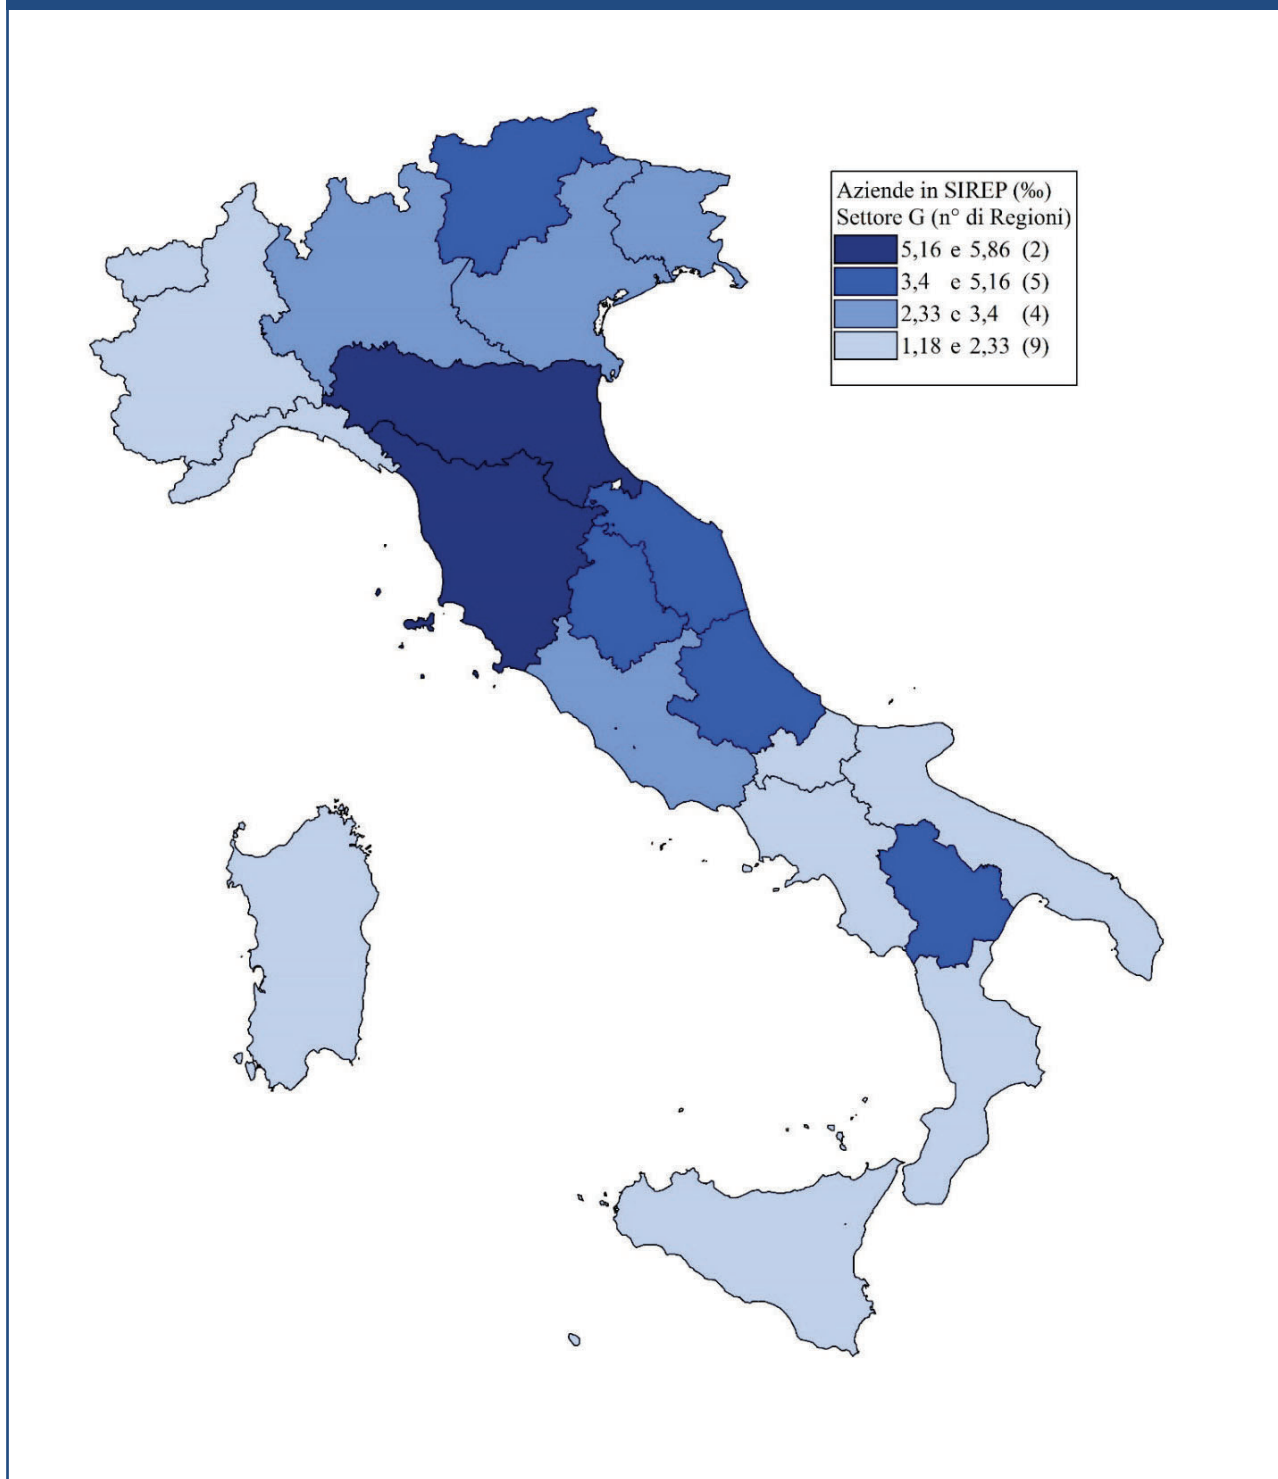 Aziende in SIREP (‰)
Settore G (n° di Regioni)
5,16 e 5,86 (2)
3,4 e 5,16 (5)
2,33 e 3,4 (4)
1,18 e 2,33 (9)